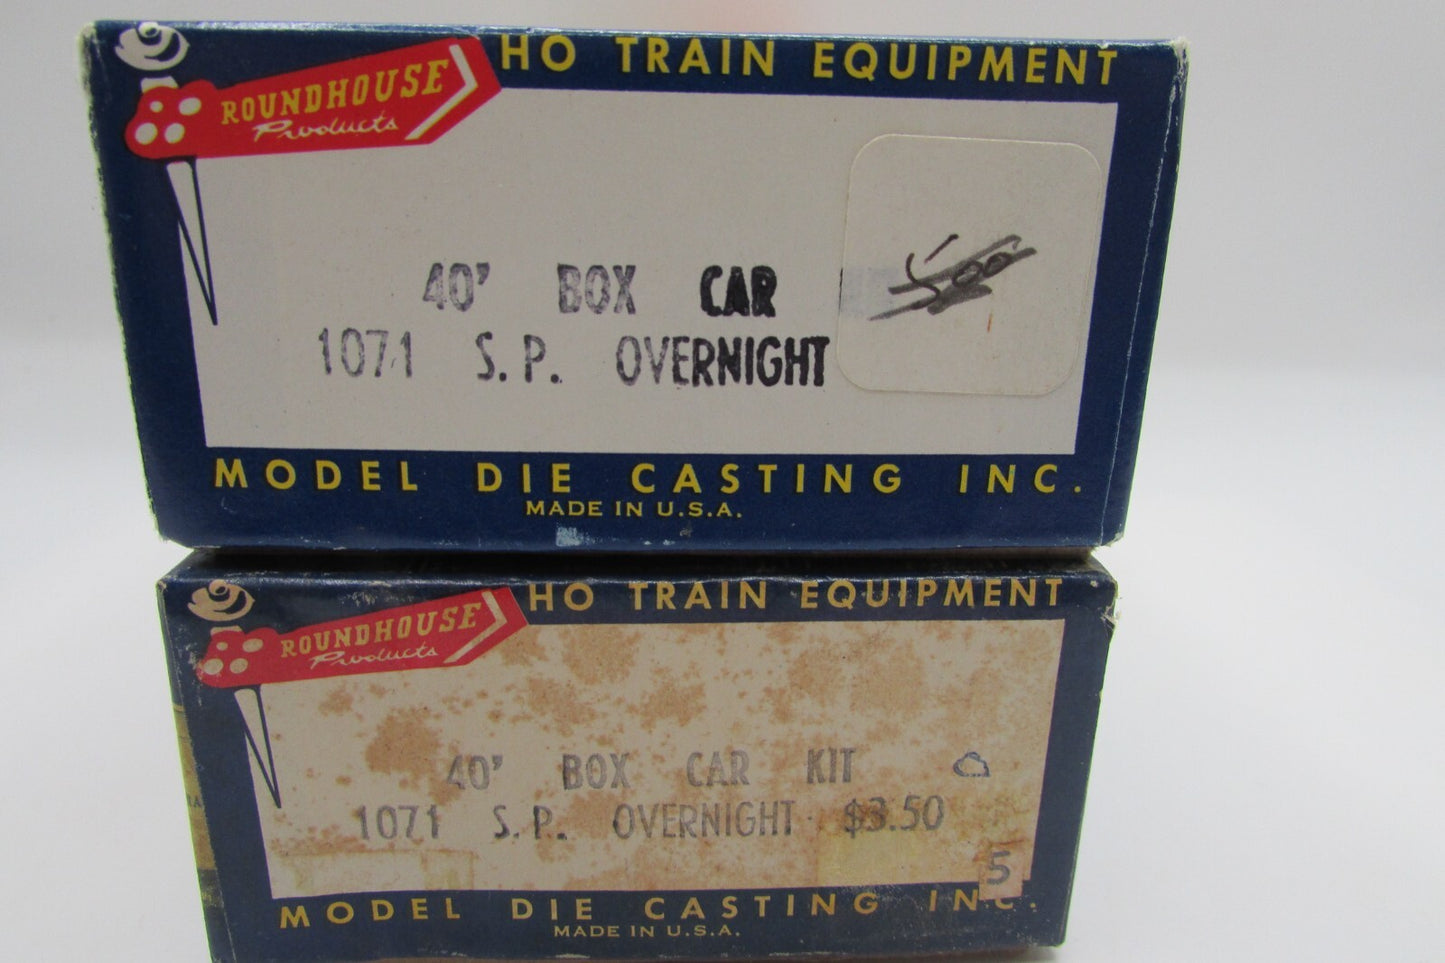 HO TRAIN EQUIPMENT
ROUNDHOUSE
Products
500
40' BOX CAR
1071 S.P. OVERNIGHT
MODEL DIE CASTING INC.
MADE IN U.S.A.
HO TRAIN EQUIPMENT
ROUNDHOUSE
Products
40' BOX CAR KIT
1071 S.P. OVERNIGHT $3.50
5
MODEL DIE CASTING INC.
MADE IN U.S.A.